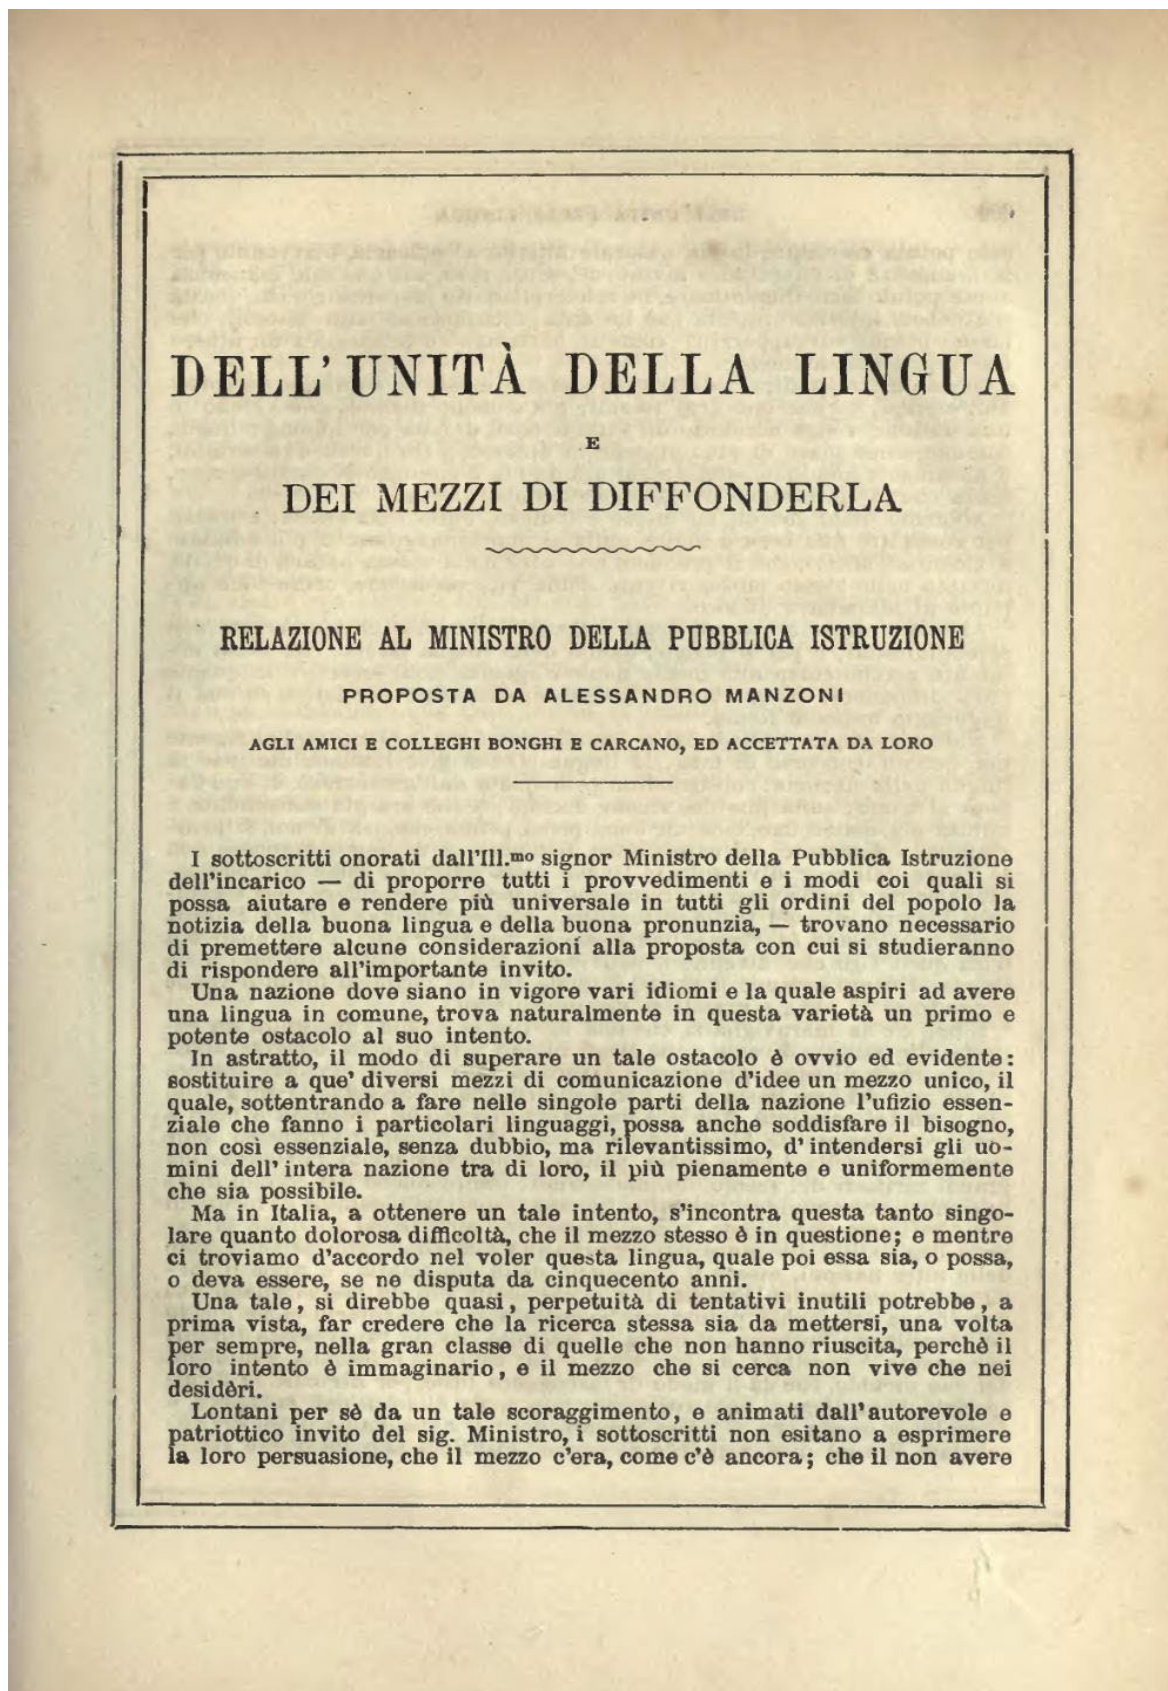 DELL'UNITÀ DELLA LINGUA
E
DEI MEZZI DI DIFFONDERLA
RELAZIONE AL MINISTRO DELLA PUBBLICA ISTRUZIONE
PROPOSTA DA ALESSANDRO MANZONI
AGLI AMICI E COLLEGHI BONGHI E CARCANO, ED ACCETTATA DA LORO
I sottoscritti onorati dall'Ill.mo signor Ministro della Pubblica Istruzione
dell'incarico — di proporre tutti i provvedimenti e i modi coi quali si
possa aiutare e rendere più universale in tutti gli ordini del popolo la
notizia della buona lingua e della buona pronunzia, — trovano necessario
di premettere alcune considerazioni alla proposta con cui si studieranno
di rispondere all'importante invito.
Una nazione dove siano in vigore vari idiomi e la quale aspiri ad avere
una lingua in comune, trova naturalmente in questa varietà un primo e
potente ostacolo al suo intento.
In astratto, il modo di superare un tale ostacolo è ovvio ed evidente:
sostituire a que' diversi mezzi di comunicazione d'idee un mezzo unico, il
quale, sottentrando a fare nelle singole parti della nazione l'ufizio essen-
ziale che fanno i particolari linguaggi, possa anche soddisfare il bisogno,
non così essenziale, senza dubbio, ma rilevantissimo, d'intendersi gli uo-
mini dell'intera nazione tra di loro, il più pienamente e uniformemente
che sia possibile.
Ma in Italia, a ottenere un tale intento, s'incontra questa tanto singo-
lare quanto dolorosa difficoltà, che il mezzo stesso è in questione; e mentre
ci troviamo d'accordo nel voler questa lingua, quale poi essa sia, o possa,
o deva essere, se ne disputa da cinquecento anni.
Una tale, si direbbe quasi, perpetuità di tentativi inutili potrebbe, a
prima vista, far credere che la ricerca stessa sia da mettersi, una volta
per sempre, nella gran classe di quelle che non hanno riuscita, perchè il
loro intento è immaginario, e il mezzo che si cerca non vive che nei
desidèri.
Lontani per sè da un tale scoraggimento, e animati dall'autorevole e
patriottico invito del sig. Ministro, i sottoscritti non esitano a esprimere
la loro persuasione, che il mezzo c'era, come c'è ancora; che il non avere